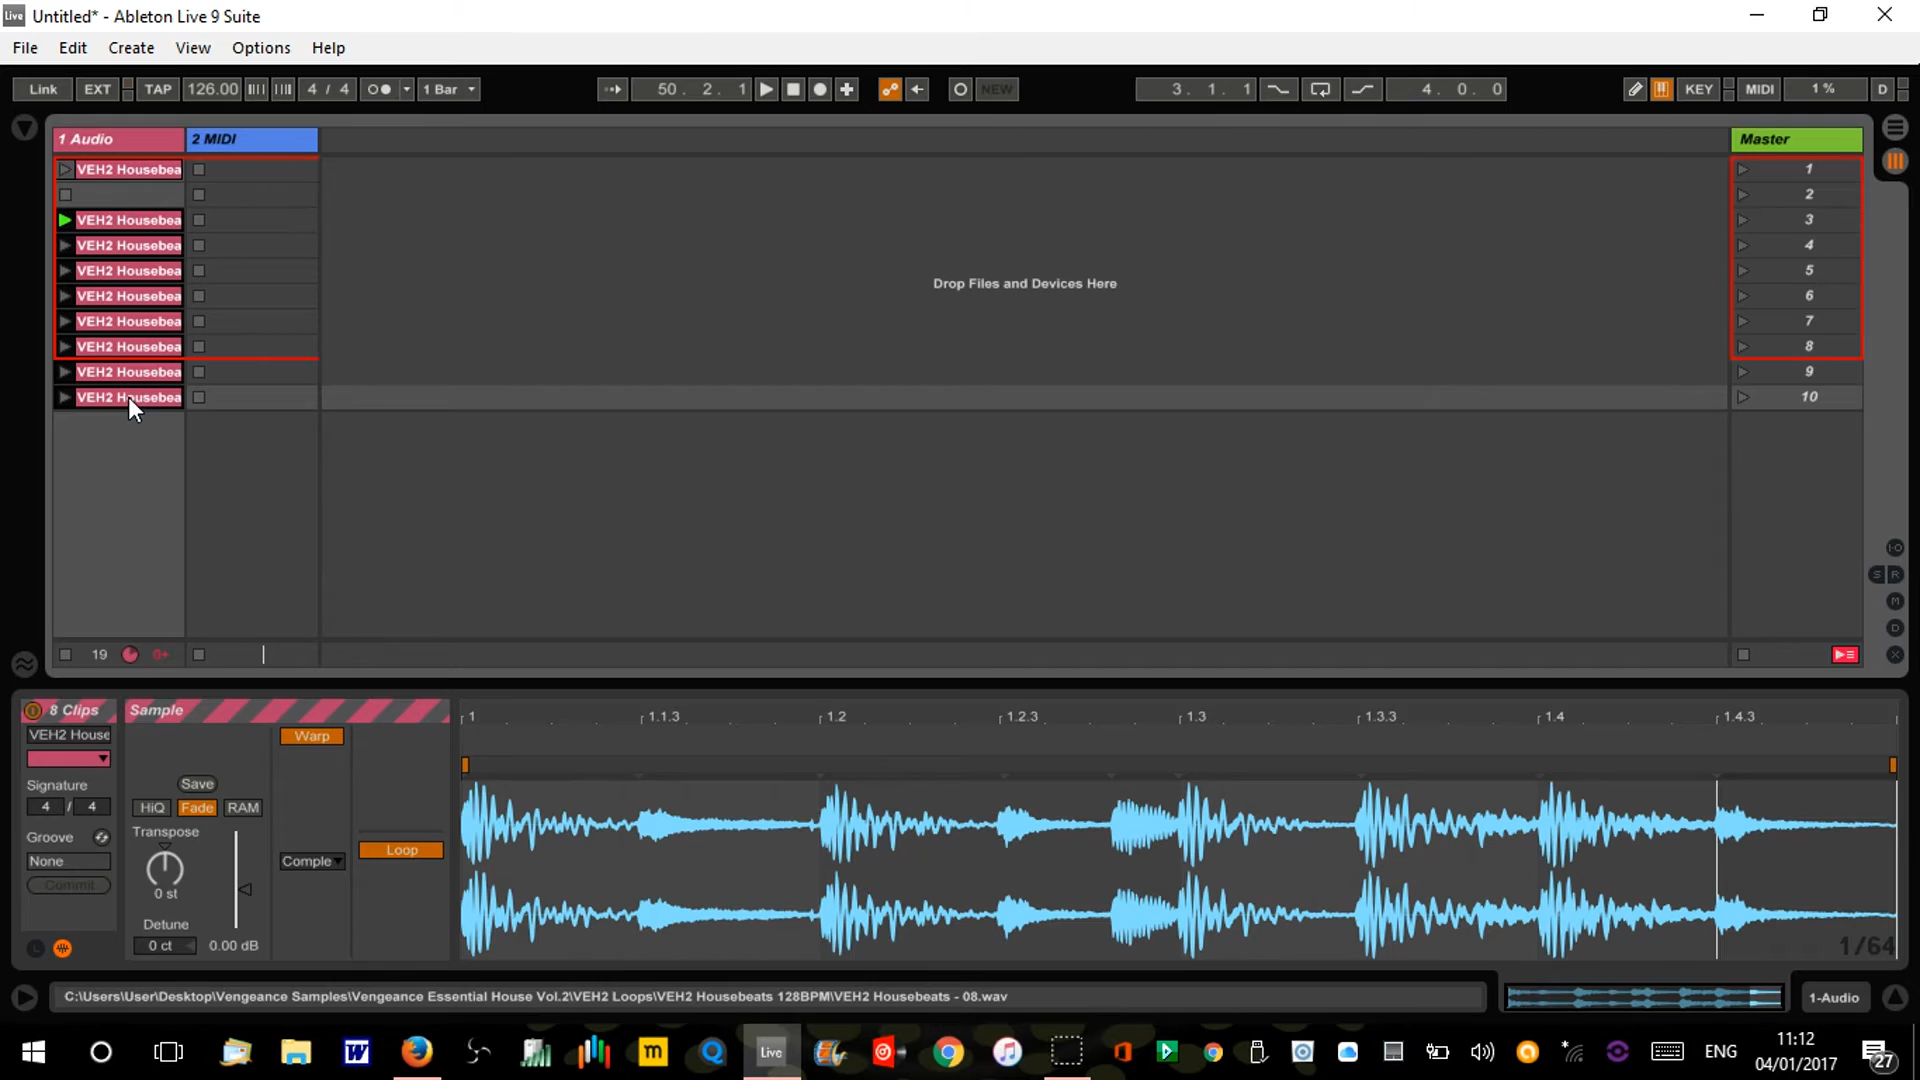 Live Untitled* - Ableton Live 9 Suite
File Edit Create View Options Help
Link EXT TAP 126.00 4 / 4 1 Bar 50 . 2 . 1 NEW 3 . 1 . 1 4 . 0 . 0 KEY MIDI 1 % D
1 Audio 2 MIDI Master
VEH2 Housebea 1
2
VEH2 Housebea 3
VEH2 Housebea 4
VEH2 Housebea 5
VEH2 Housebea 6
VEH2 Housebea 7
VEH2 Housebea 8
VEH2 Housebea 9
VEH2 Housebea 10
Drop Files and Devices Here
I·O
S R
M
D
X
19
8 Clips Sample
1 1.1.3 1.2 1.2.3 1.3 1.3.3 1.4 1.4.3
VEH2 House Warp
Signature Save
4 / 4 HiQ Fade RAM
Groove Transpose
None Comple Loop
Commit 0 st
Detune
0 ct 0.00 dB
1/64
C:\Users\User\Desktop\Vengeance Samples\Vengeance Essential House Vol.2\VEH2 Loops\VEH2 Housebeats 128BPM\VEH2 Housebeats - 08.wav 1-Audio
W m Live ENG 11:12
04/01/2017 27